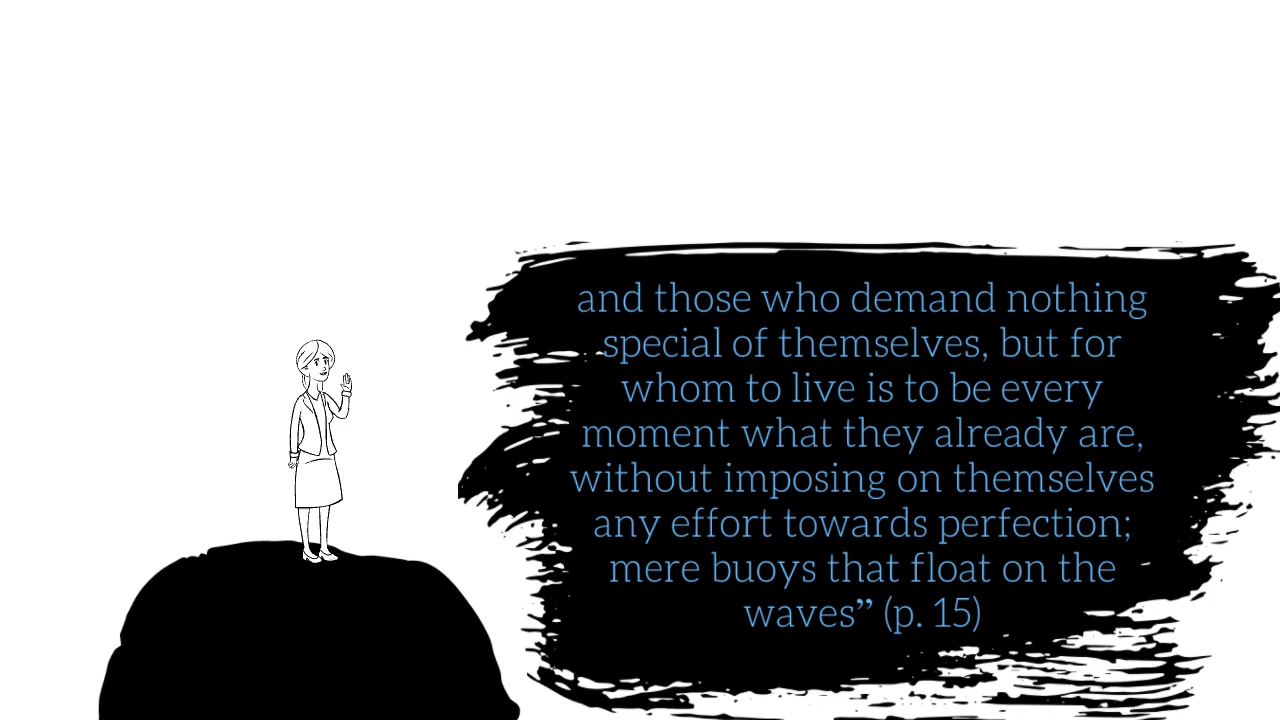 and those who demand nothing
special of themselves, but for
whom to live is to be every
moment what they already are,
without imposing on themselves
any effort towards perfection;
mere buoys that float on the
waves” (p. 15)